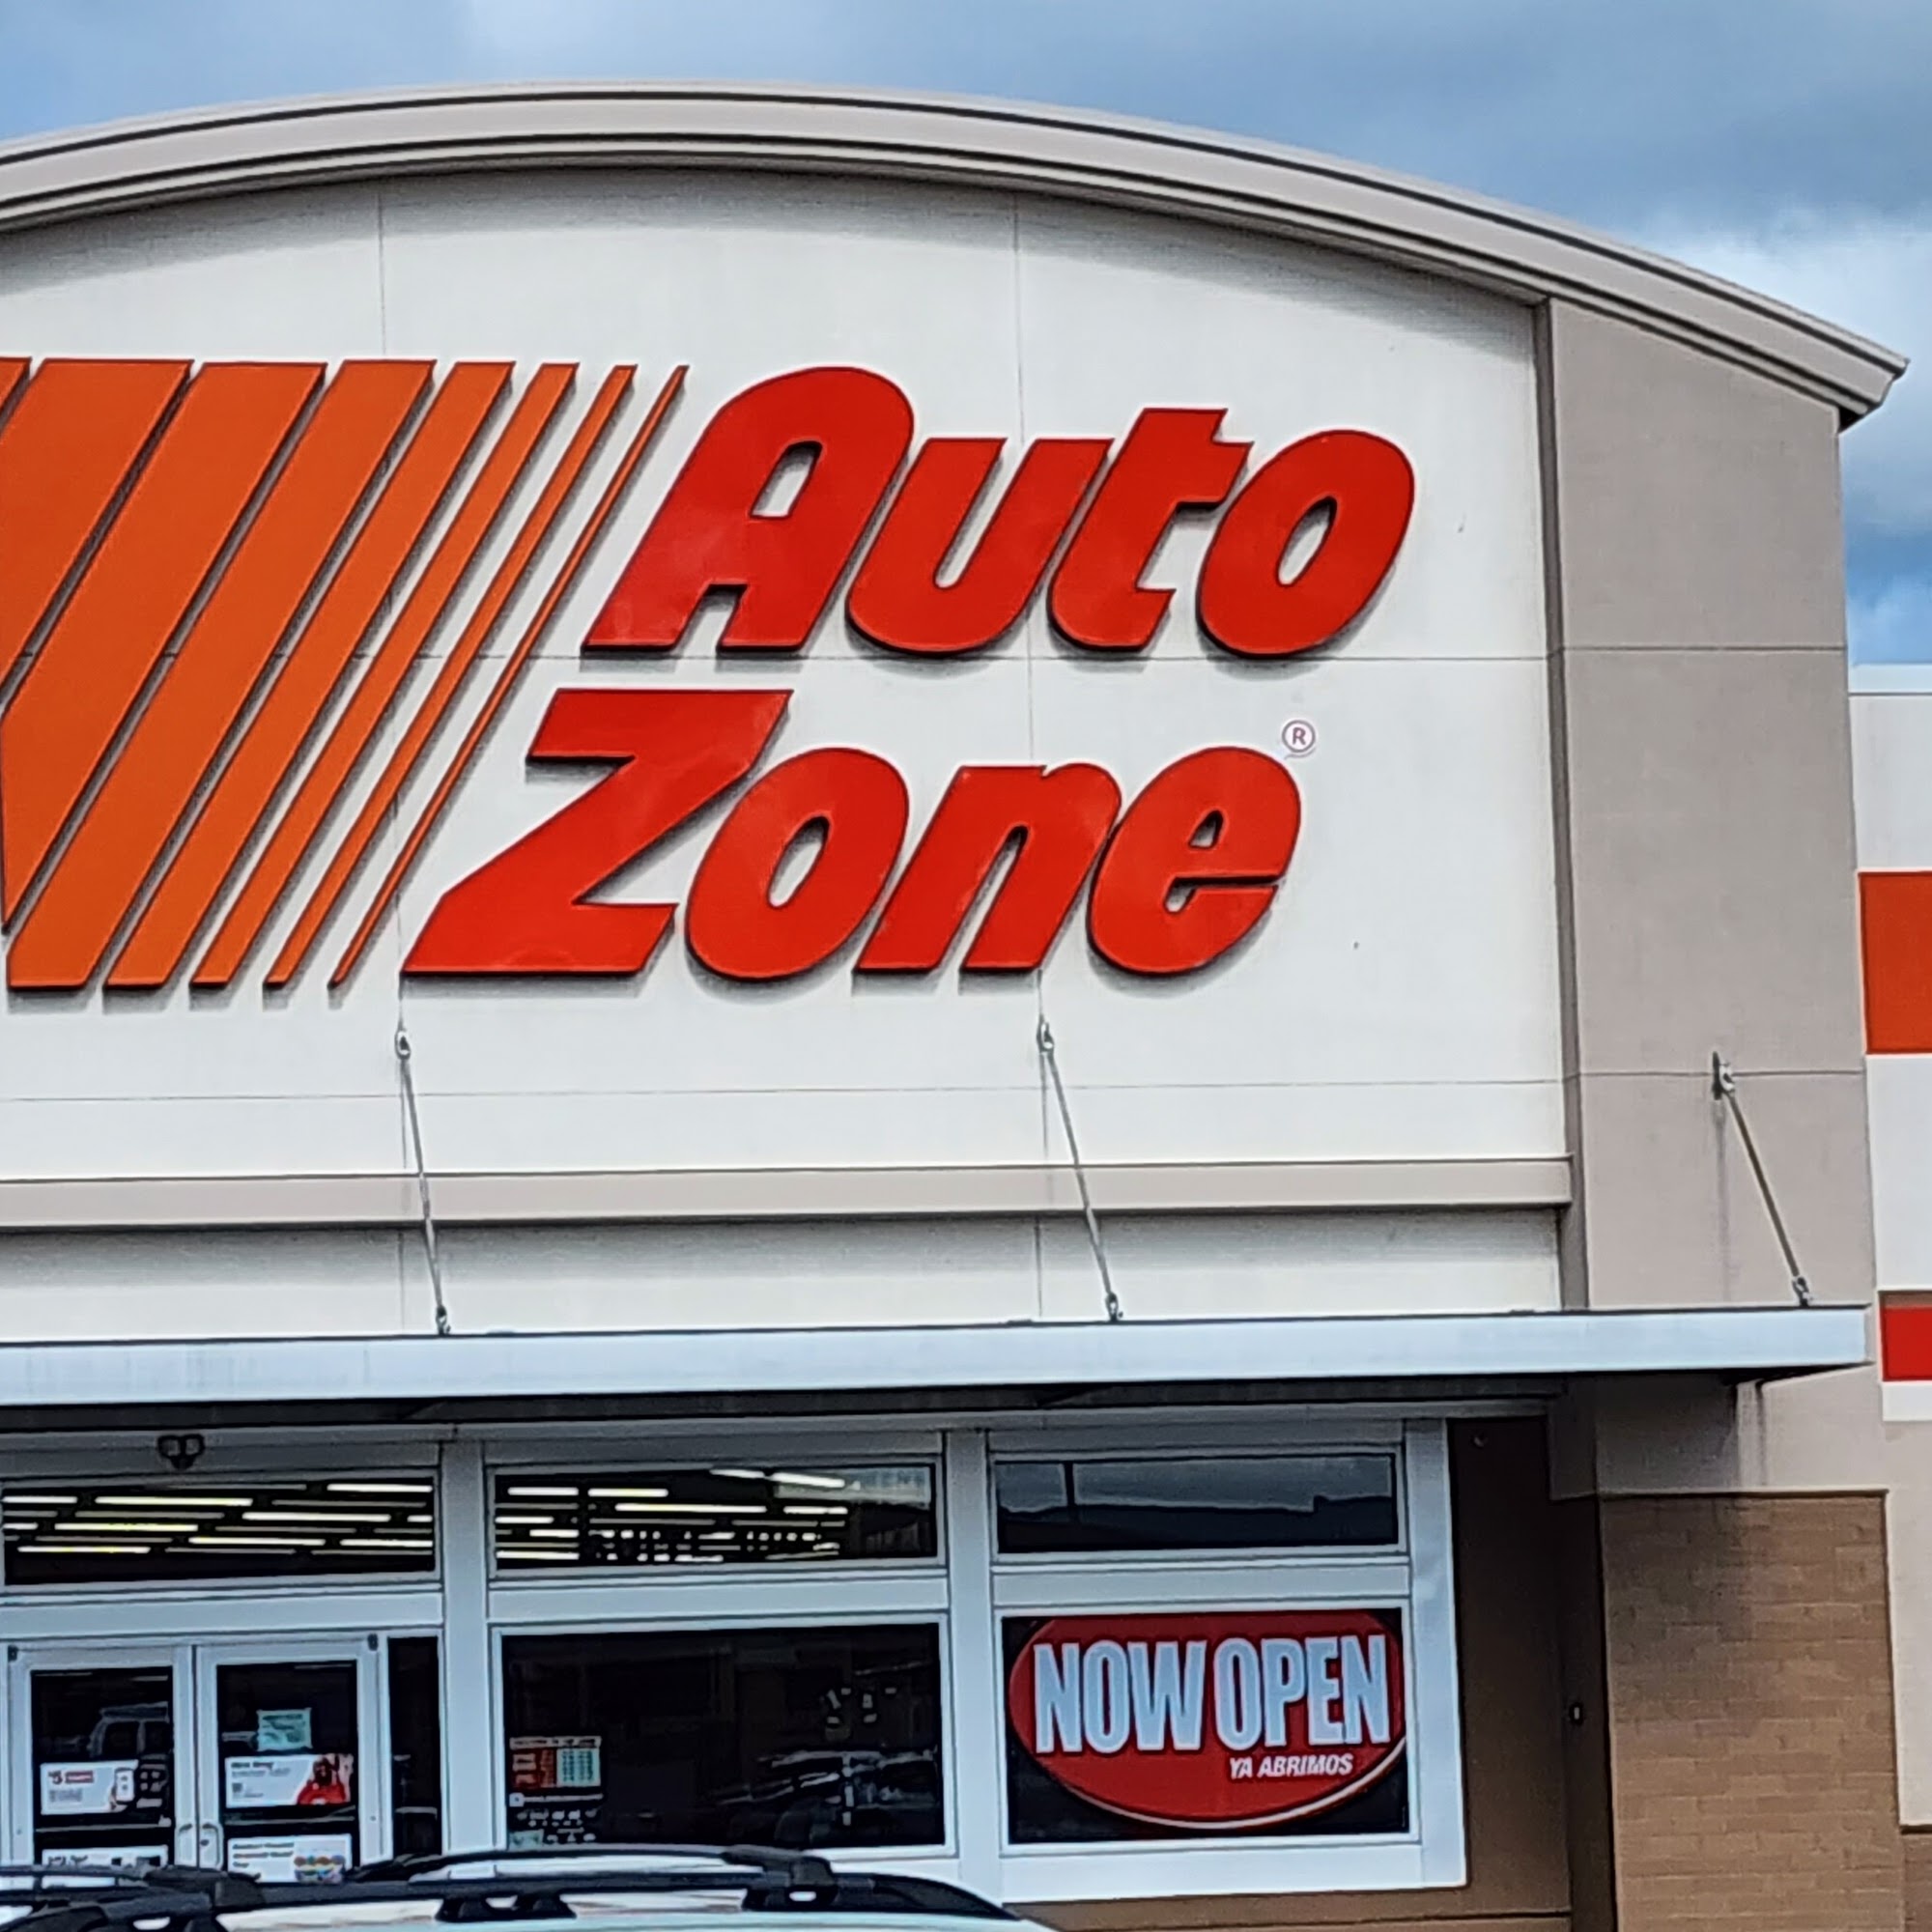 Auto
Zone
®
NOW OPEN
YA ABRIMOS